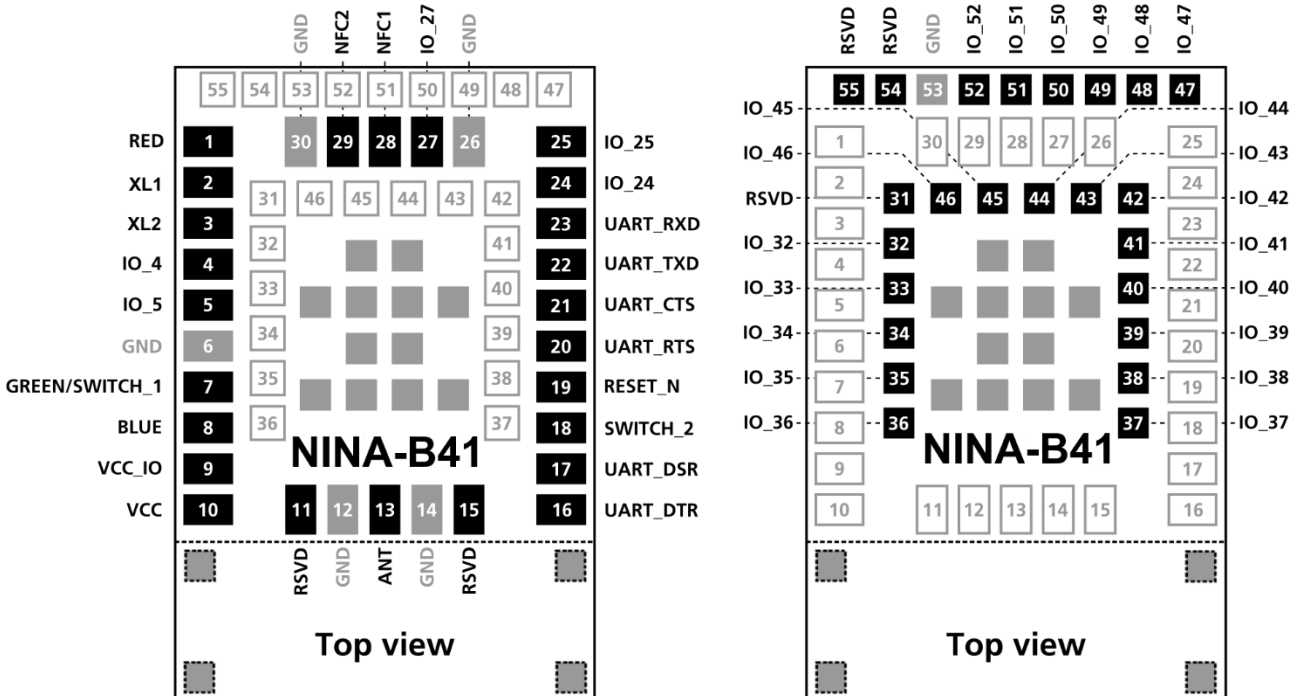 GND NFC2 NFC1 IO_27 GND
55 54 53 52 51 50 49 48 47
30 29 28 27 26
RED 1 25 IO_25
XL1 2 24 IO_24
31 46 45 44 43 42
XL2 3 23 UART_RXD
32 41
IO_4 4 22 UART_TXD
33 40
IO_5 5 21 UART_CTS
34 39
GND 6 20 UART_RTS
35 38
GREEN/SWITCH_1 7 19 RESET_N
36 37
BLUE 8 18 SWITCH_2
NINA-B41
VCC_IO 9 17 UART_DSR
VCC 10 11 12 13 14 15 16 UART_DTR
RSVD GND ANT GND RSVD
Top view
RSVD RSVD GND IO_52 IO_51 IO_50 IO_49 IO_48 IO_47
55 54 53 52 51 50 49 48 47
IO_45 IO_44
1 30 29 28 27 26 25
IO_46 IO_43
2 24
RSVD 31 46 45 44 43 42 IO_42
3 23
IO_32 32 41 IO_41
4 22
IO_33 33 40 IO_40
5 21
IO_34 34 39 IO_39
6 20
IO_35 35 38 IO_38
7 19
IO_36 36 37 IO_37
8 18
NINA-B41
9 17
10 11 12 13 14 15 16
Top view